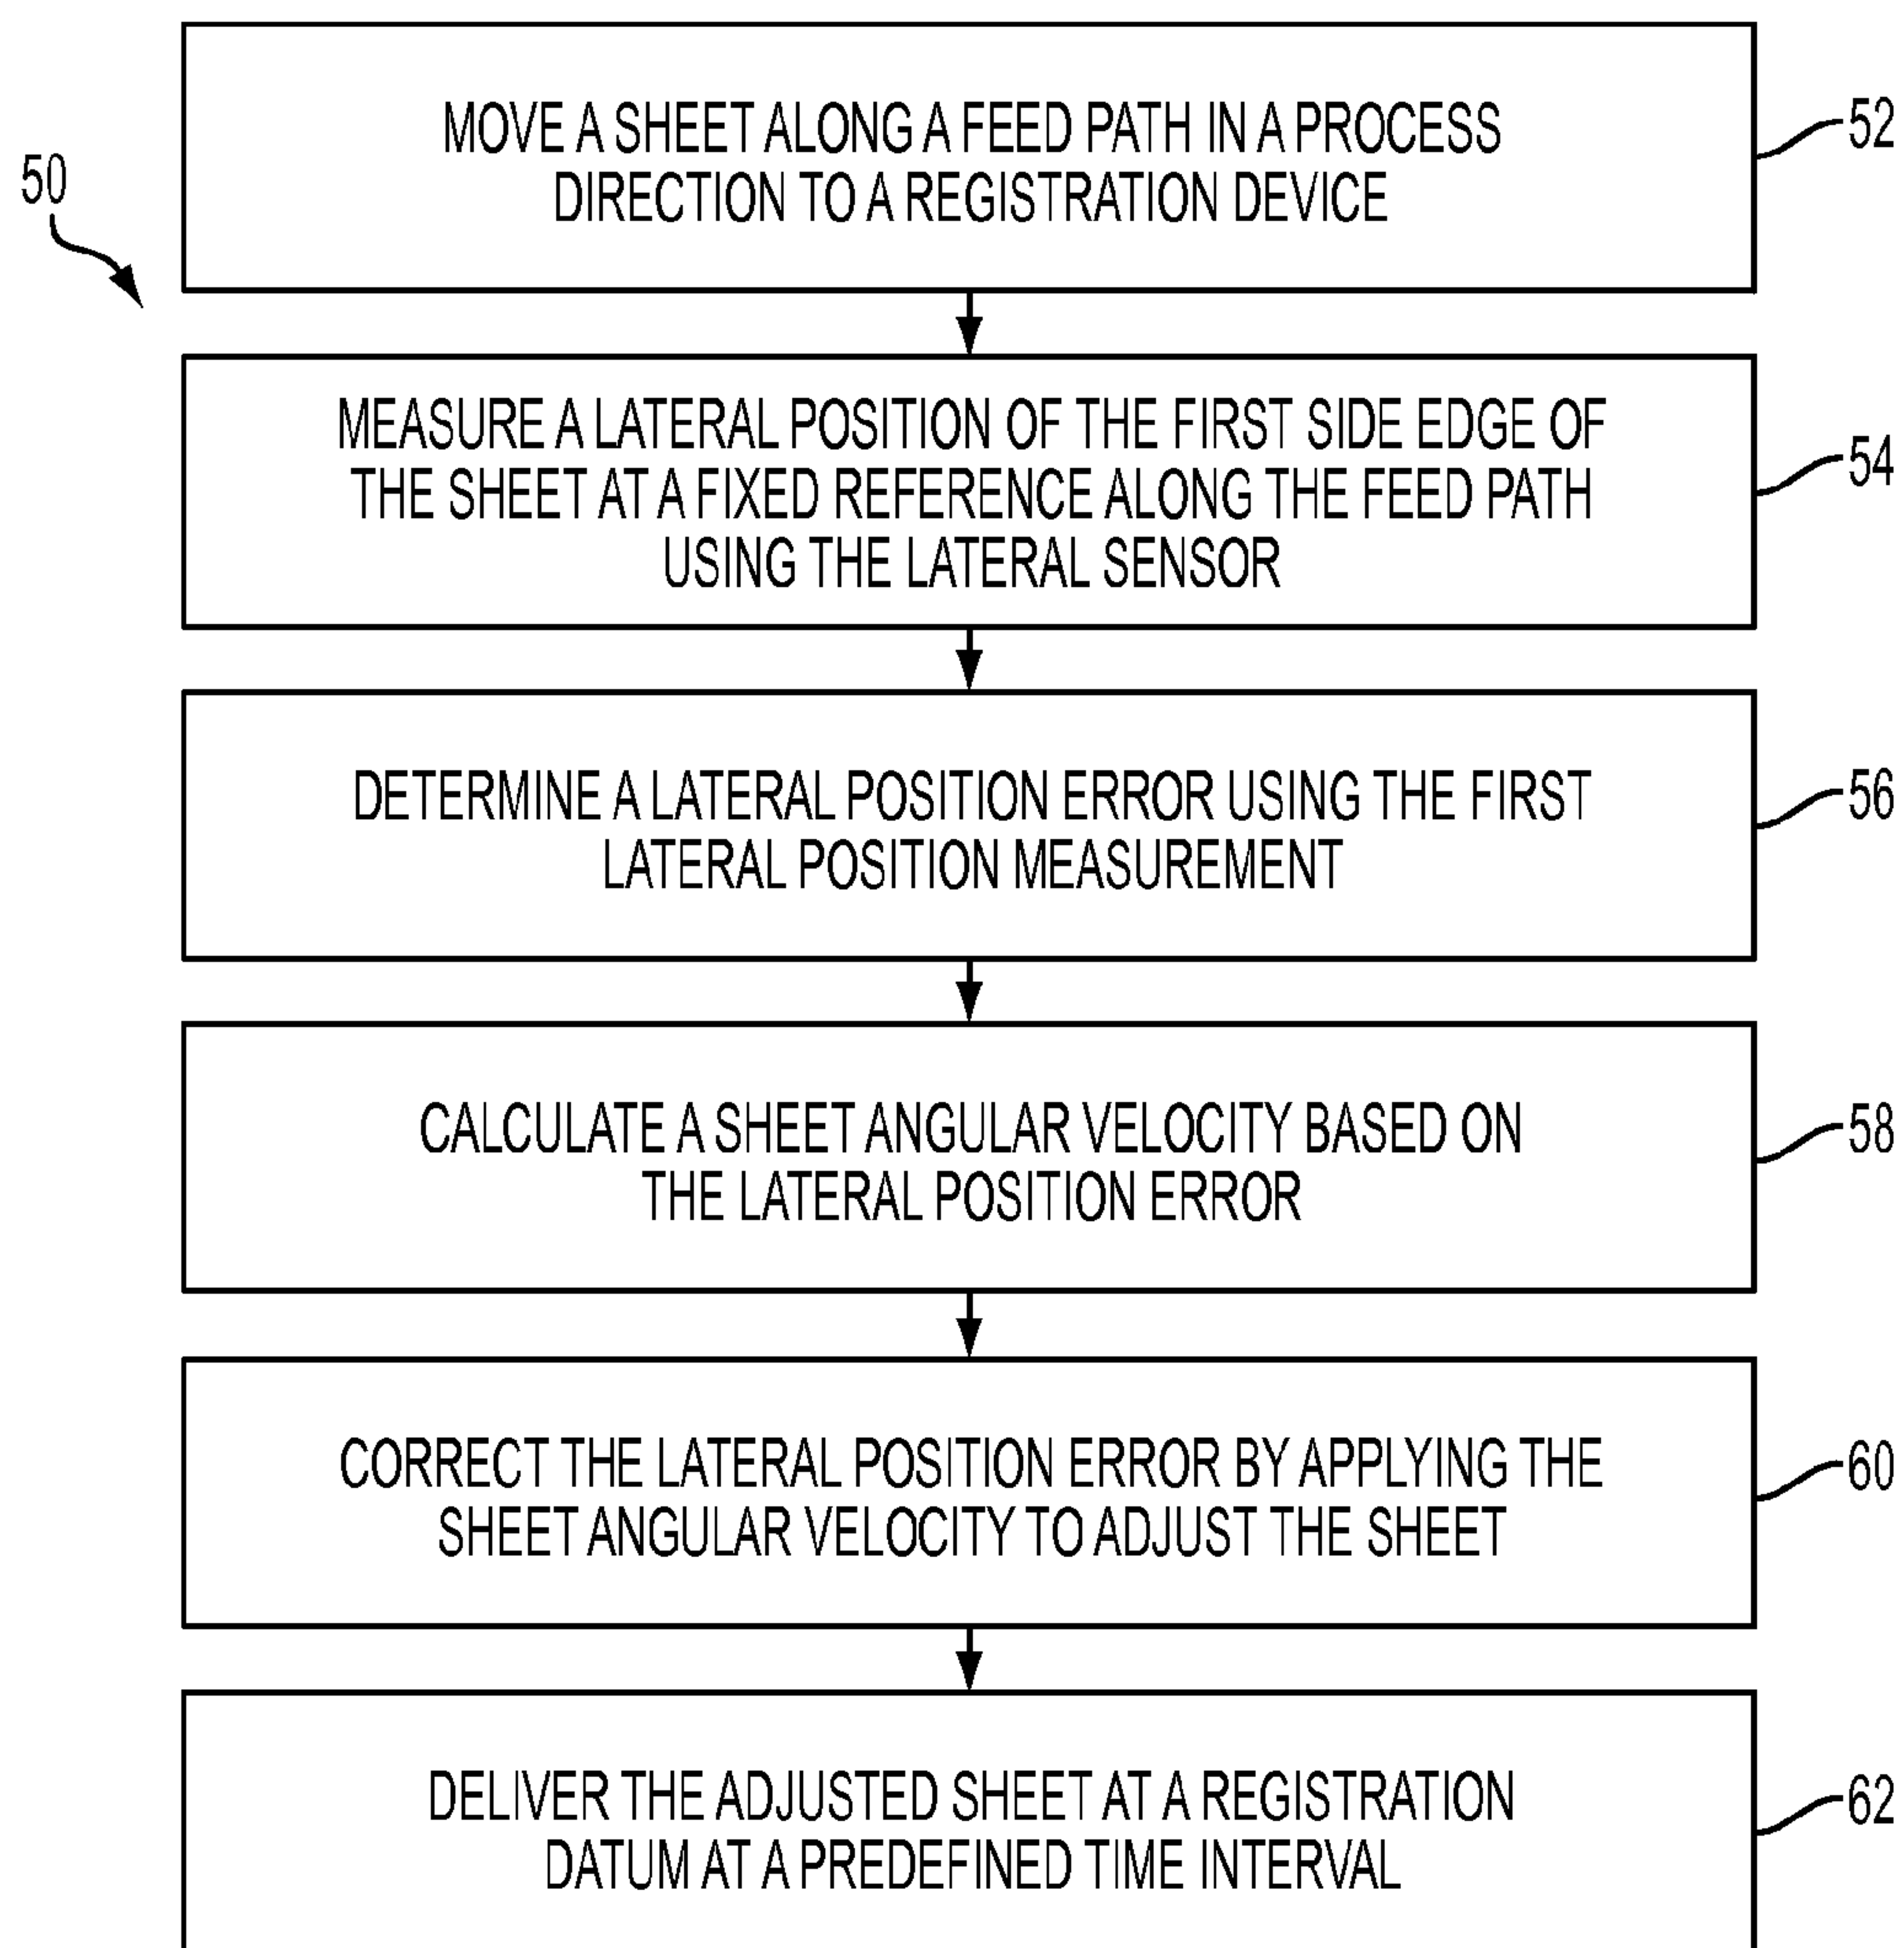 MOVE A SHEET ALONG A FEED PATH IN A PROCESS
DIRECTION TO A REGISTRATION DEVICE
52
50
MEASURE A LATERAL POSITION OF THE FIRST SIDE EDGE OF
THE SHEET AT A FIXED REFERENCE ALONG THE FEED PATH
USING THE LATERAL SENSOR
54
DETERMINE A LATERAL POSITION ERROR USING THE FIRST
LATERAL POSITION MEASUREMENT
56
CALCULATE A SHEET ANGULAR VELOCITY BASED ON
THE LATERAL POSITION ERROR
58
CORRECT THE LATERAL POSITION ERROR BY APPLYING THE
SHEET ANGULAR VELOCITY TO ADJUST THE SHEET
60
DELIVER THE ADJUSTED SHEET AT A REGISTRATION
DATUM AT A PREDEFINED TIME INTERVAL
62